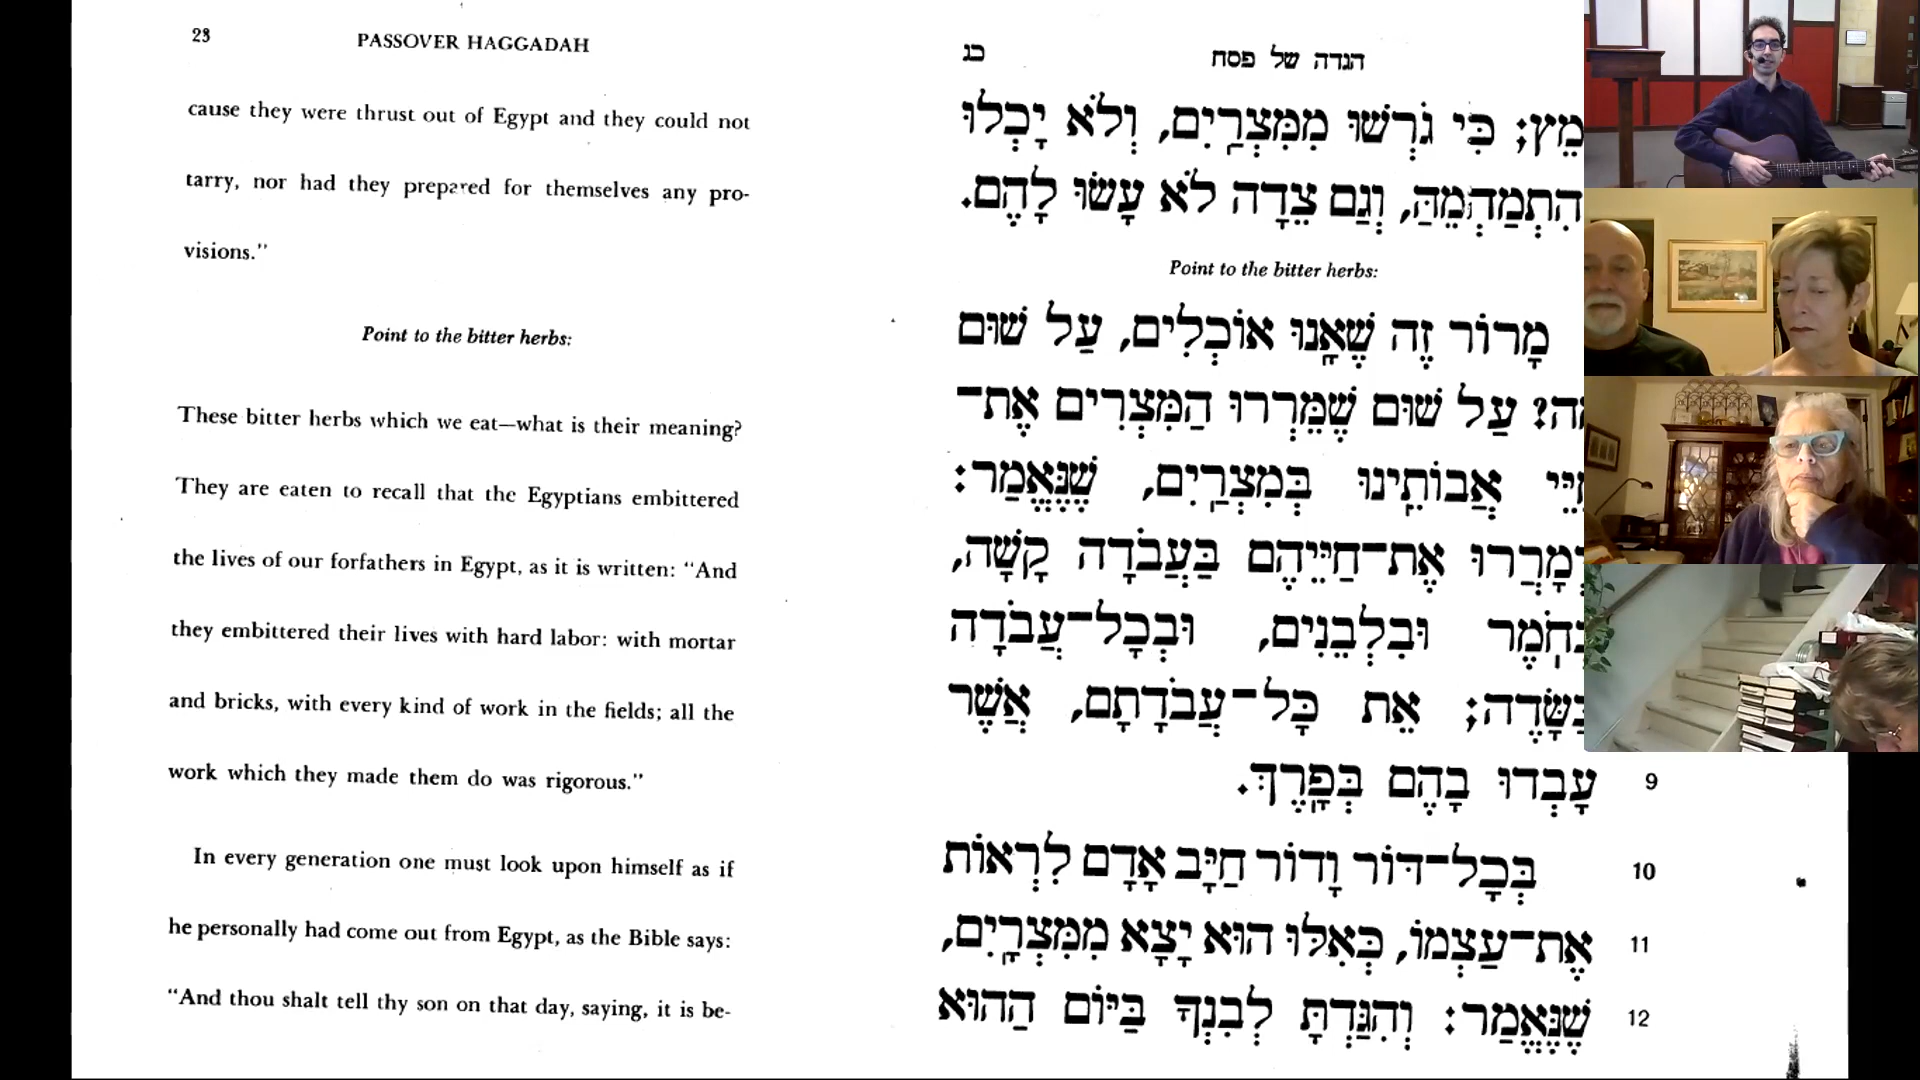 23
PASSOVER HAGGADAH
cause they were thrust out of Egypt and they could not
tarry, nor had they prepared for themselves any pro-
visions."
Point to the bitter herbs:
These bitter herbs which we eat—what is their meaning?
They are eaten to recall that the Egyptians embittered
the lives of our forfathers in Egypt, as it is written: "And
they embittered their lives with hard labor: with mortar
and bricks, with every kind of work in the fields; all the
work which they made them do was rigorous."
In every generation one must look upon himself as if
he personally had come out from Egypt, as the Bible says:
"And thou shalt tell thy son on that day, saying, it is be-
הגדה של פסח
כג
מֵץ; כִּי גֹרְשׁוּ מִמִּצְרַיִם, וְלֹא יָכְלוּ
הִתְמַהְמֵהַּ, וְגַם צֵדָה לֹא עָשׂוּ לָהֶם.
Point to the bitter herbs:
מָרוֹר זֶה שֶׁאָנוּ אוֹכְלִים, עַל שׁוּם
מָה? עַל שׁוּם שֶׁמֵּרְרוּ הַמִּצְרִים אֶת־
חַיֵּי אֲבוֹתֵינוּ בְּמִצְרַיִם, שֶׁנֶּאֱמַר:
וַיְמָרְרוּ אֶת־חַיֵּיהֶם בַּעֲבֹדָה קָשָׁה,
בְּחֹמֶר וּבִלְבֵנִים, וּבְכָל־עֲבֹדָה
בַּשָּׂדֶה; אֵת כָּל־עֲבֹדָתָם, אֲשֶׁר
עָבְדוּ בָהֶם בְּפָרֶךְ. 9
בְּכָל־דּוֹר וָדוֹר חַיָּב אָדָם לִרְאוֹת 10
אֶת־עַצְמוֹ, כְּאִלּוּ הוּא יָצָא מִמִּצְרָיִם, 11
שֶׁנֶּאֱמַר: וְהִגַּדְתָּ לְבִנְךָ בַּיּוֹם הַהוּא 12